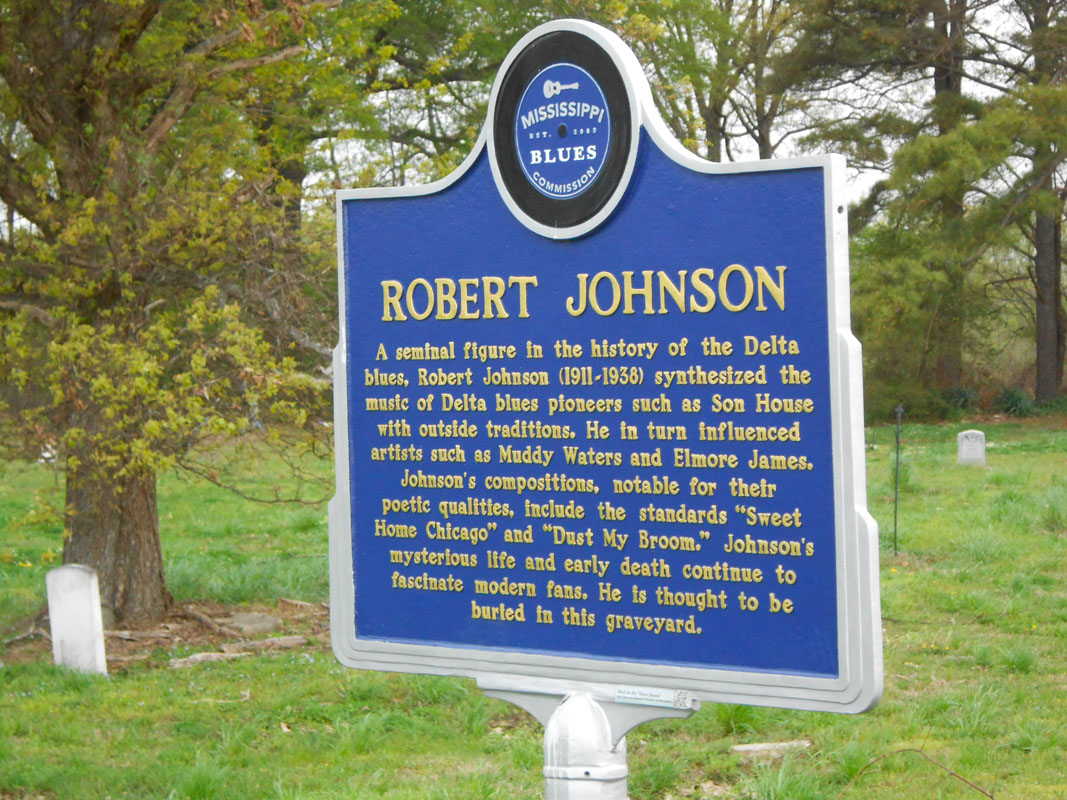 MISSISSIPPI
EST. 2003
BLUES
COMMISSION
ROBERT JOHNSON
A seminal figure in the history of the Delta
blues, Robert Johnson (1911-1938) synthesized the
music of Delta blues pioneers such as Son House
with outside traditions. He in turn influenced
artists such as Muddy Waters and Elmore James.
Johnson's compositions, notable for their
poetic qualities, include the standards “Sweet
Home Chicago” and “Dust My Broom.” Johnson's
mysterious life and early death continue to
fascinate modern fans. He is thought to be
buried in this graveyard.